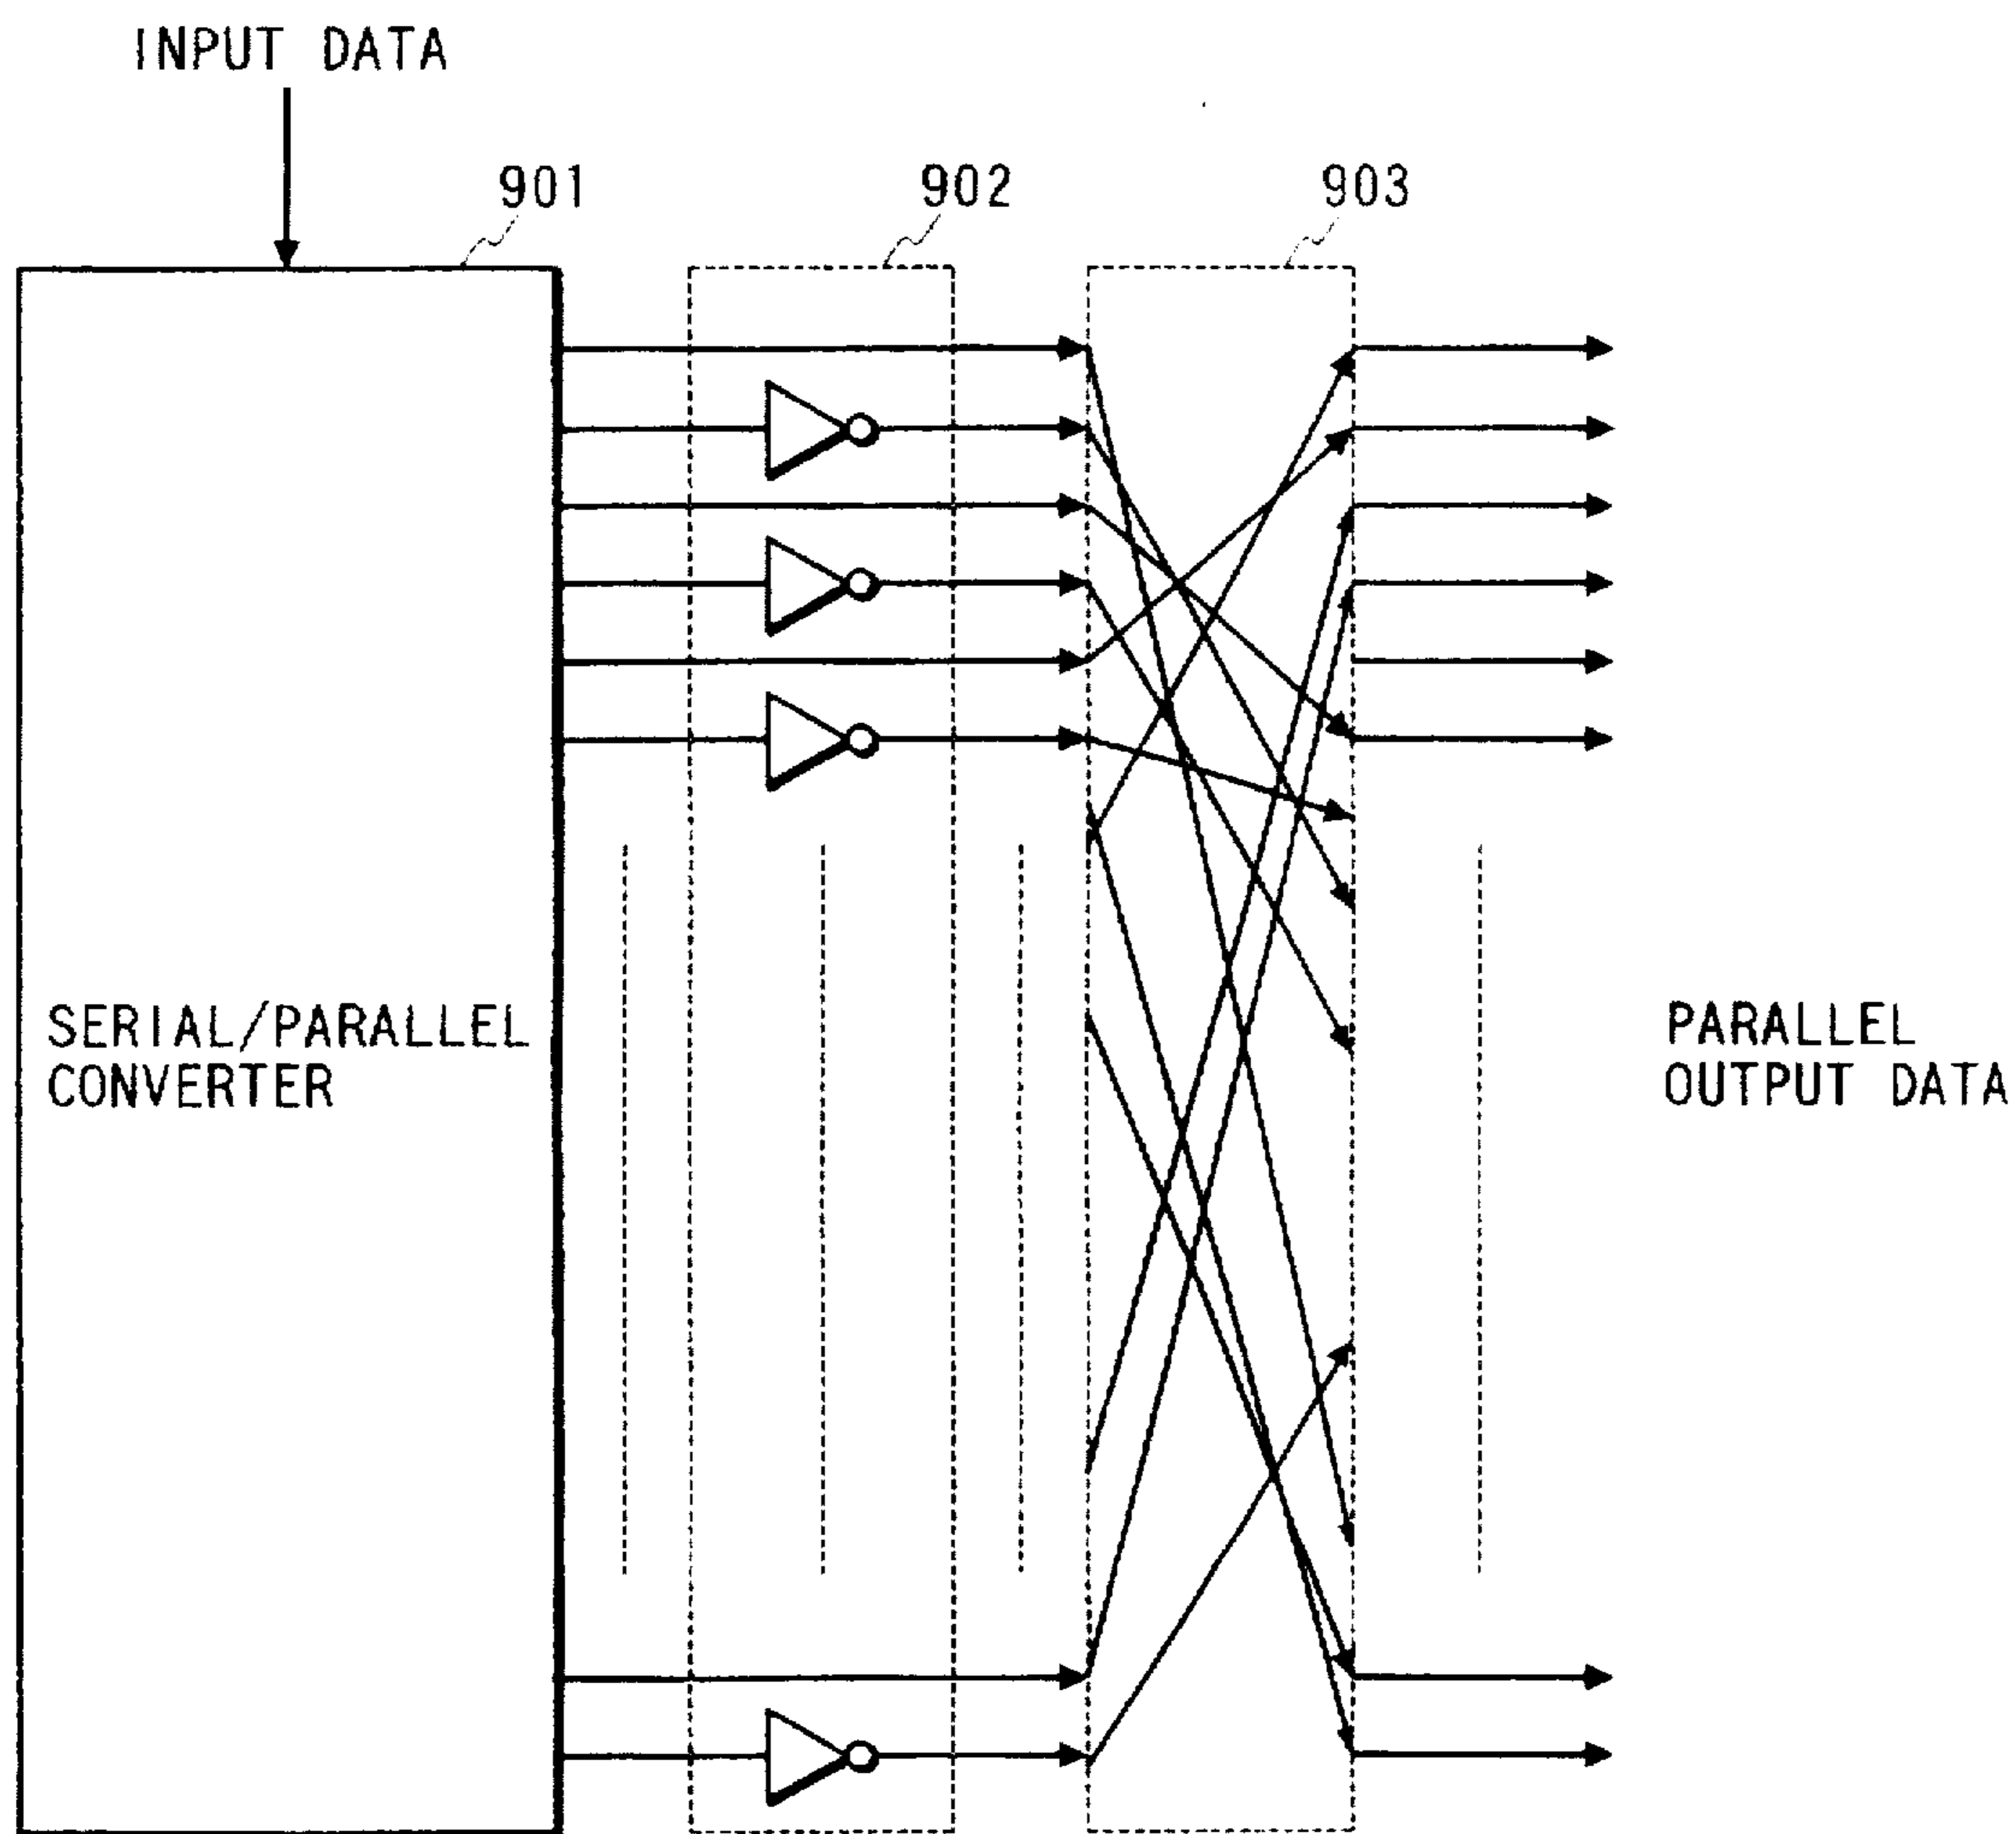 INPUT DATA
901
902
903
SERIAL/PARALLEL
CONVERTER
PARALLEL
OUTPUT DATA